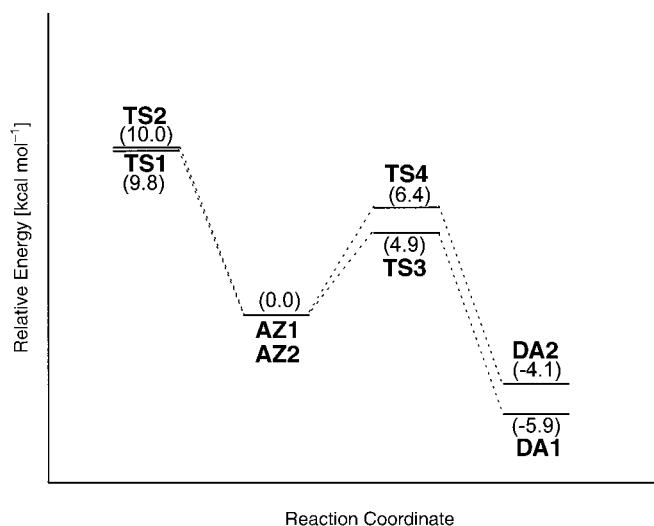 TS2
(10.0)
TS1
(9.8)
TS4
(6.4)
(4.9)
TS3
(0.0)
AZ1
AZ2
DA2
(-4.1)
(-5.9)
DA1
Relative Energy [kcal mol⁻¹]
Reaction Coordinate